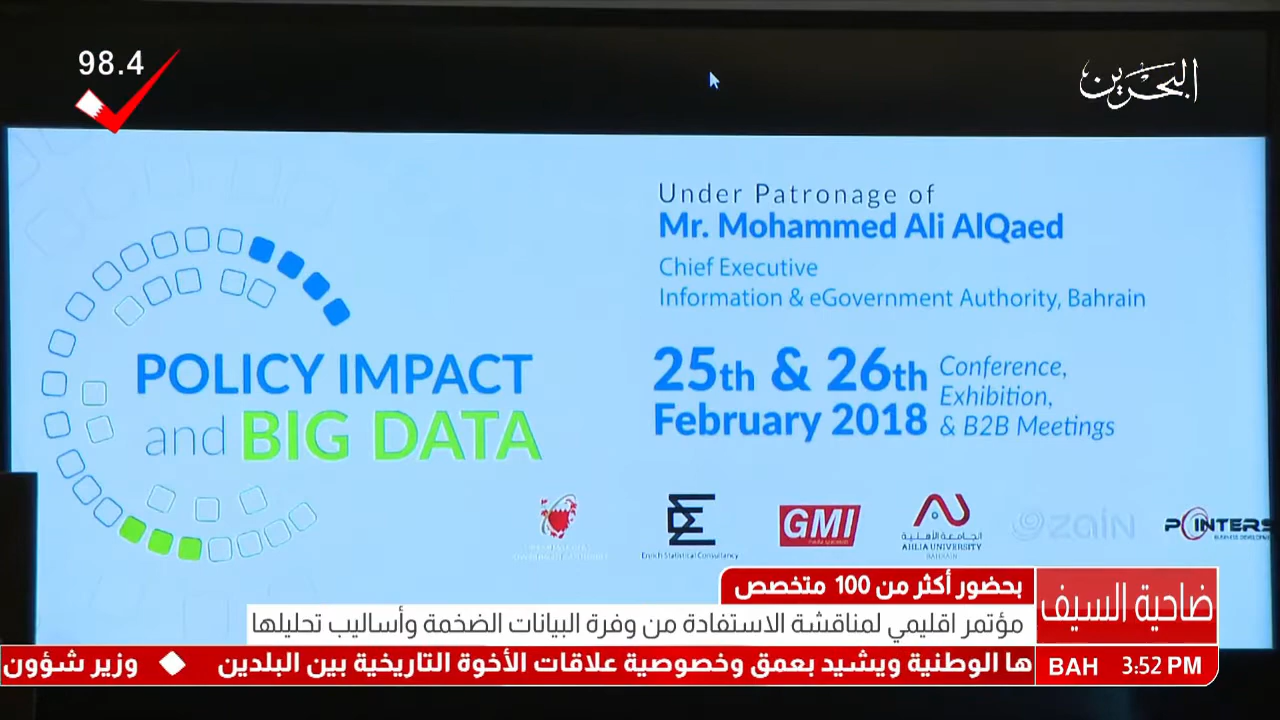 98.4
البحرين
Under Patronage of
Mr. Mohammed Ali AlQaed
Chief Executive
Information & eGovernment Authority, Bahrain
POLICY IMPACT
and BIG DATA
25th & 26th
February 2018
Conference,
Exhibition,
& B2B Meetings
Enrich Statistical Consultancy
GMI
الجامعة الأهلية
AHLIA UNIVERSITY
BAHRAIN
zain
POINTERS
بحضور أكثر من 100 متخصص
ضاحية السيف
مؤتمر اقليمي لمناقشة الاستفادة من وفرة البيانات الضخمة وأساليب تحليلها
BAH 3:52 PM
ها الوطنية ويشيد بعمق وخصوصية علاقات الأخوة التاريخية بين البلدين ◆ وزير شؤون